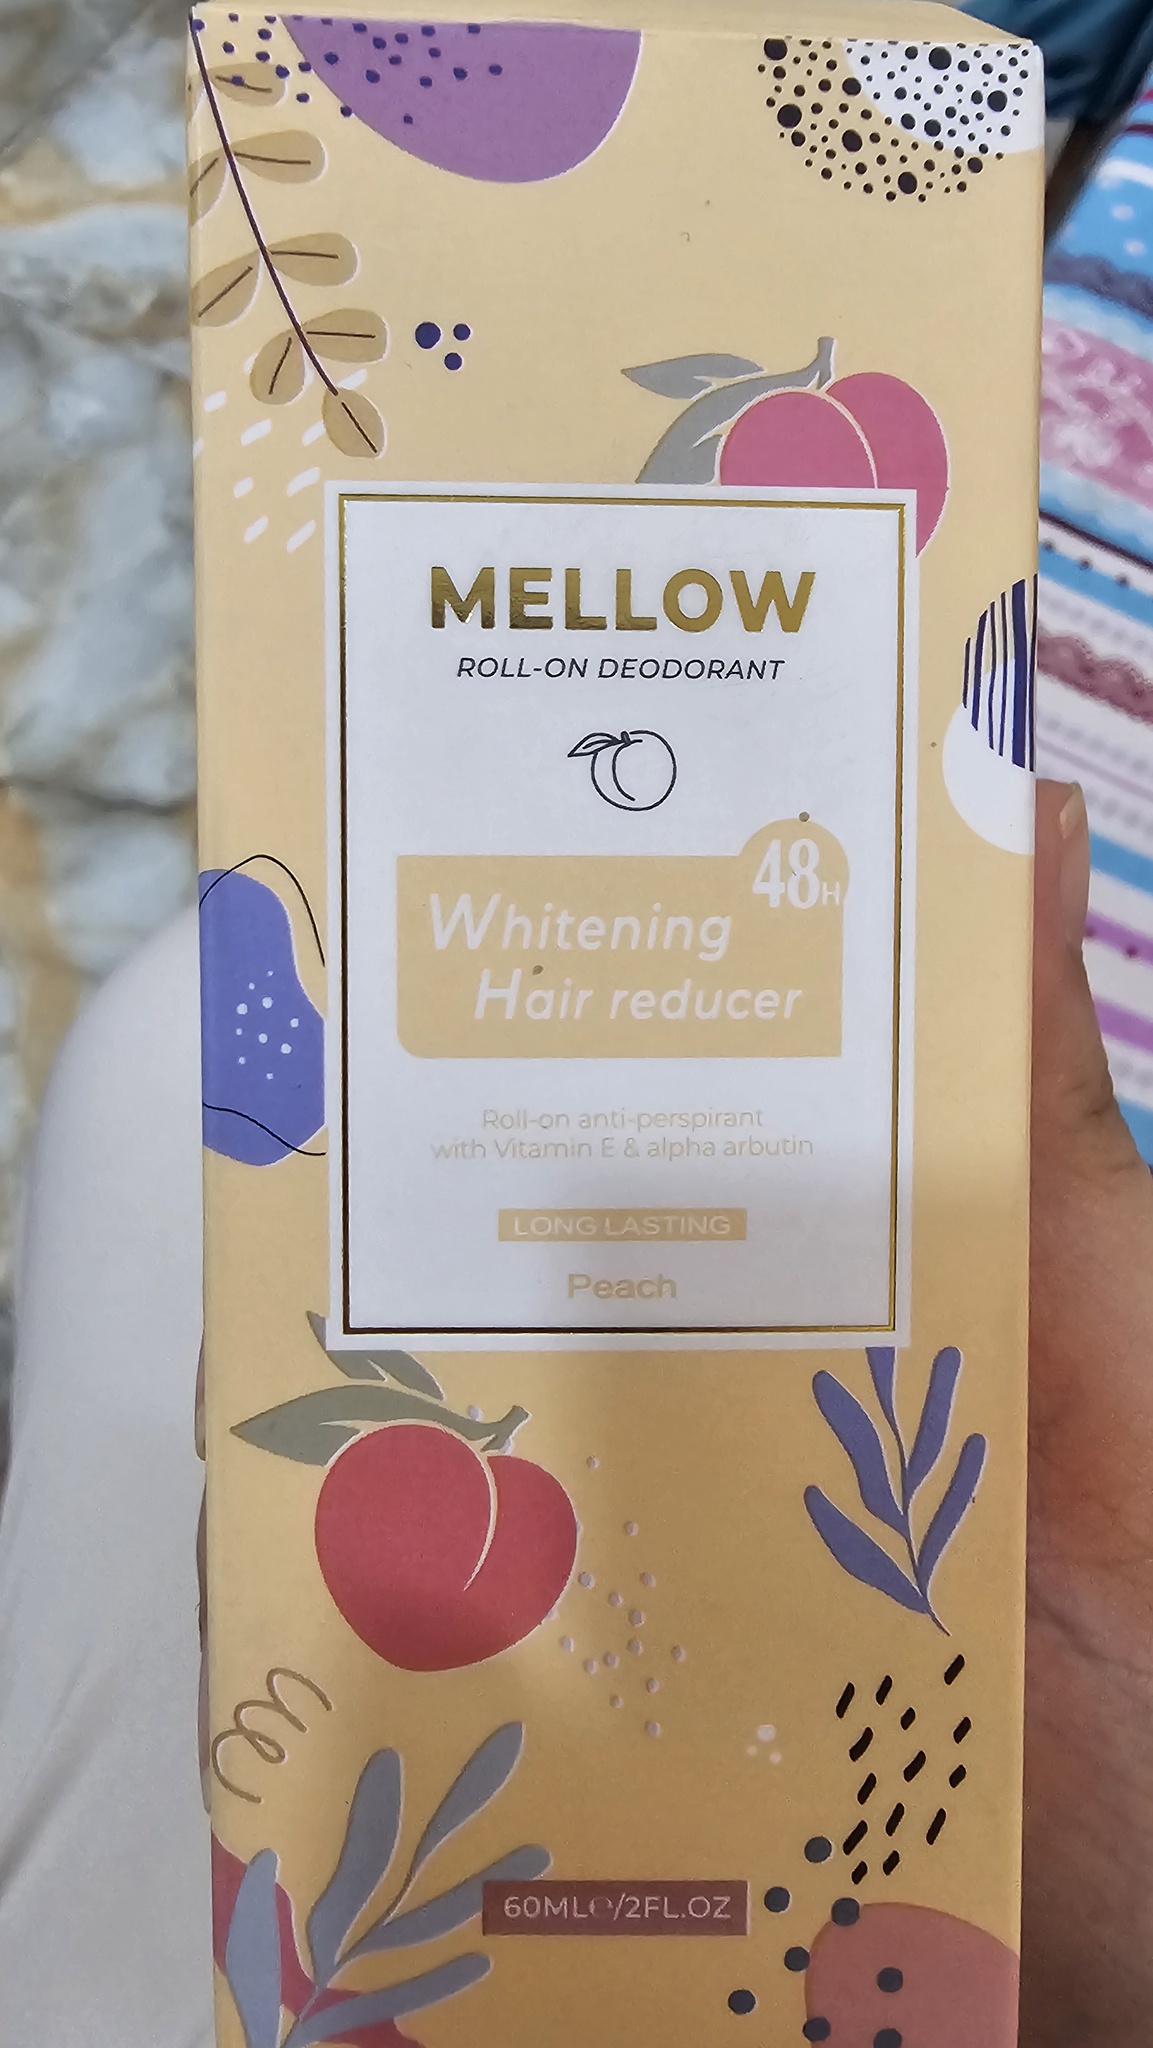 MELLOW
ROLL-ON DEODORANT
48H
Whitening
Hair reducer
Roll-on anti-perspirant
with Vitamin E & alpha arbutin
LONG LASTING
Peach
60ML℮/2FL.OZ